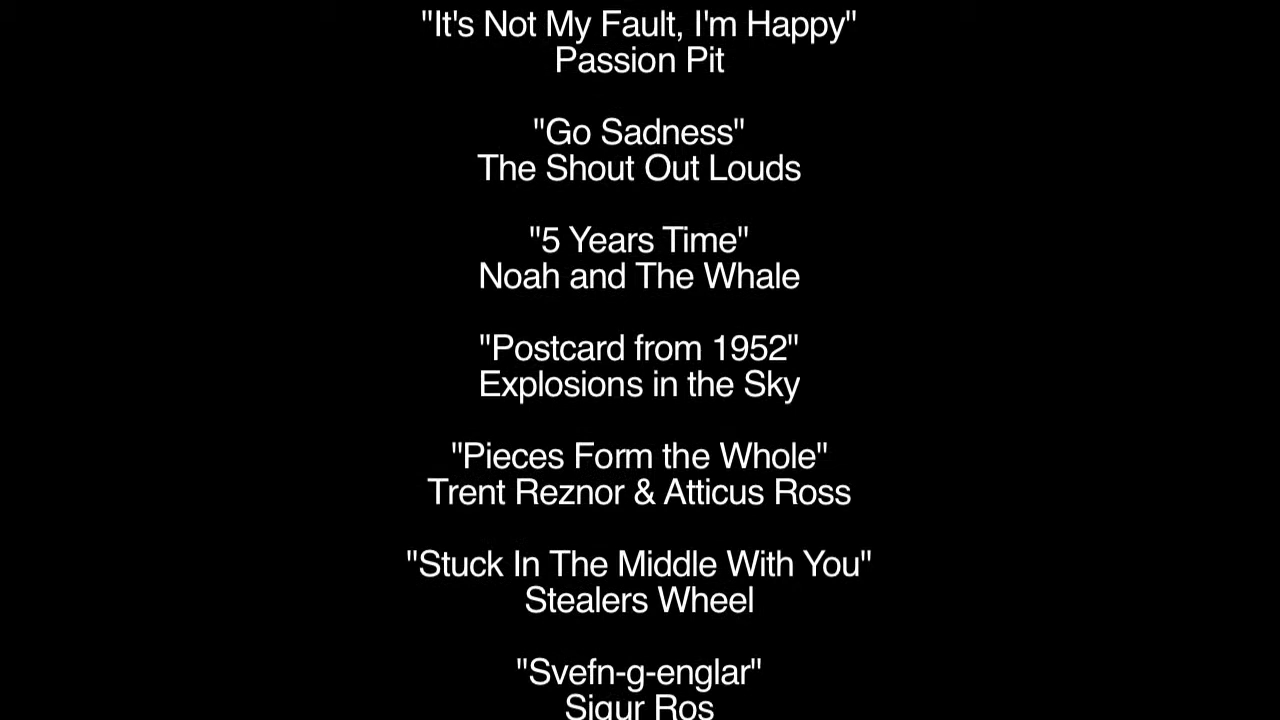 "It's Not My Fault, I'm Happy"
Passion Pit
"Go Sadness"
The Shout Out Louds
"5 Years Time"
Noah and The Whale
"Postcard from 1952"
Explosions in the Sky
"Pieces Form the Whole"
Trent Reznor & Atticus Ross
"Stuck In The Middle With You"
Stealers Wheel
"Svefn-g-englar"
Sigur Ros